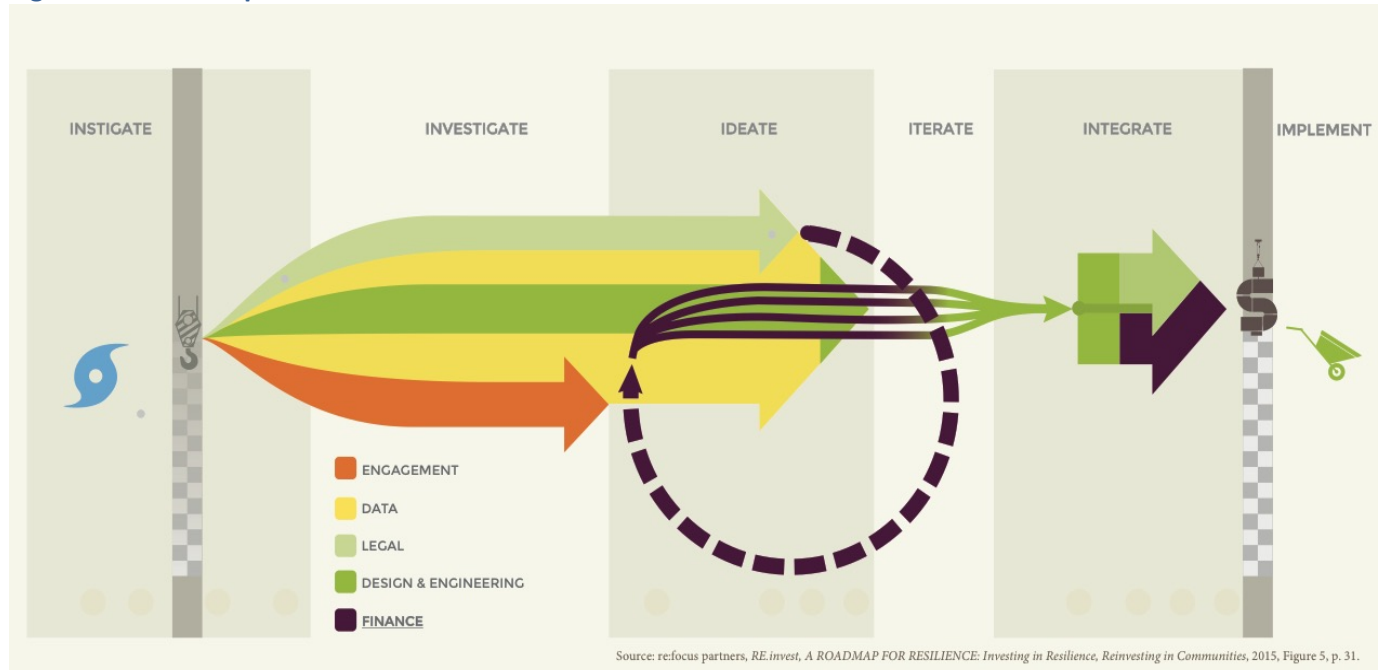 INSTIGATE
INVESTIGATE
IDEATE
ITERATE
INTEGRATE
IMPLEMENT
ENGAGEMENT
DATA
LEGAL
DESIGN & ENGINEERING
FINANCE
Source: re:focus partners, RE.invest, A ROADMAP FOR RESILIENCE: Investing in Resilience, Reinvesting in Communities, 2015, Figure 5, p. 31.